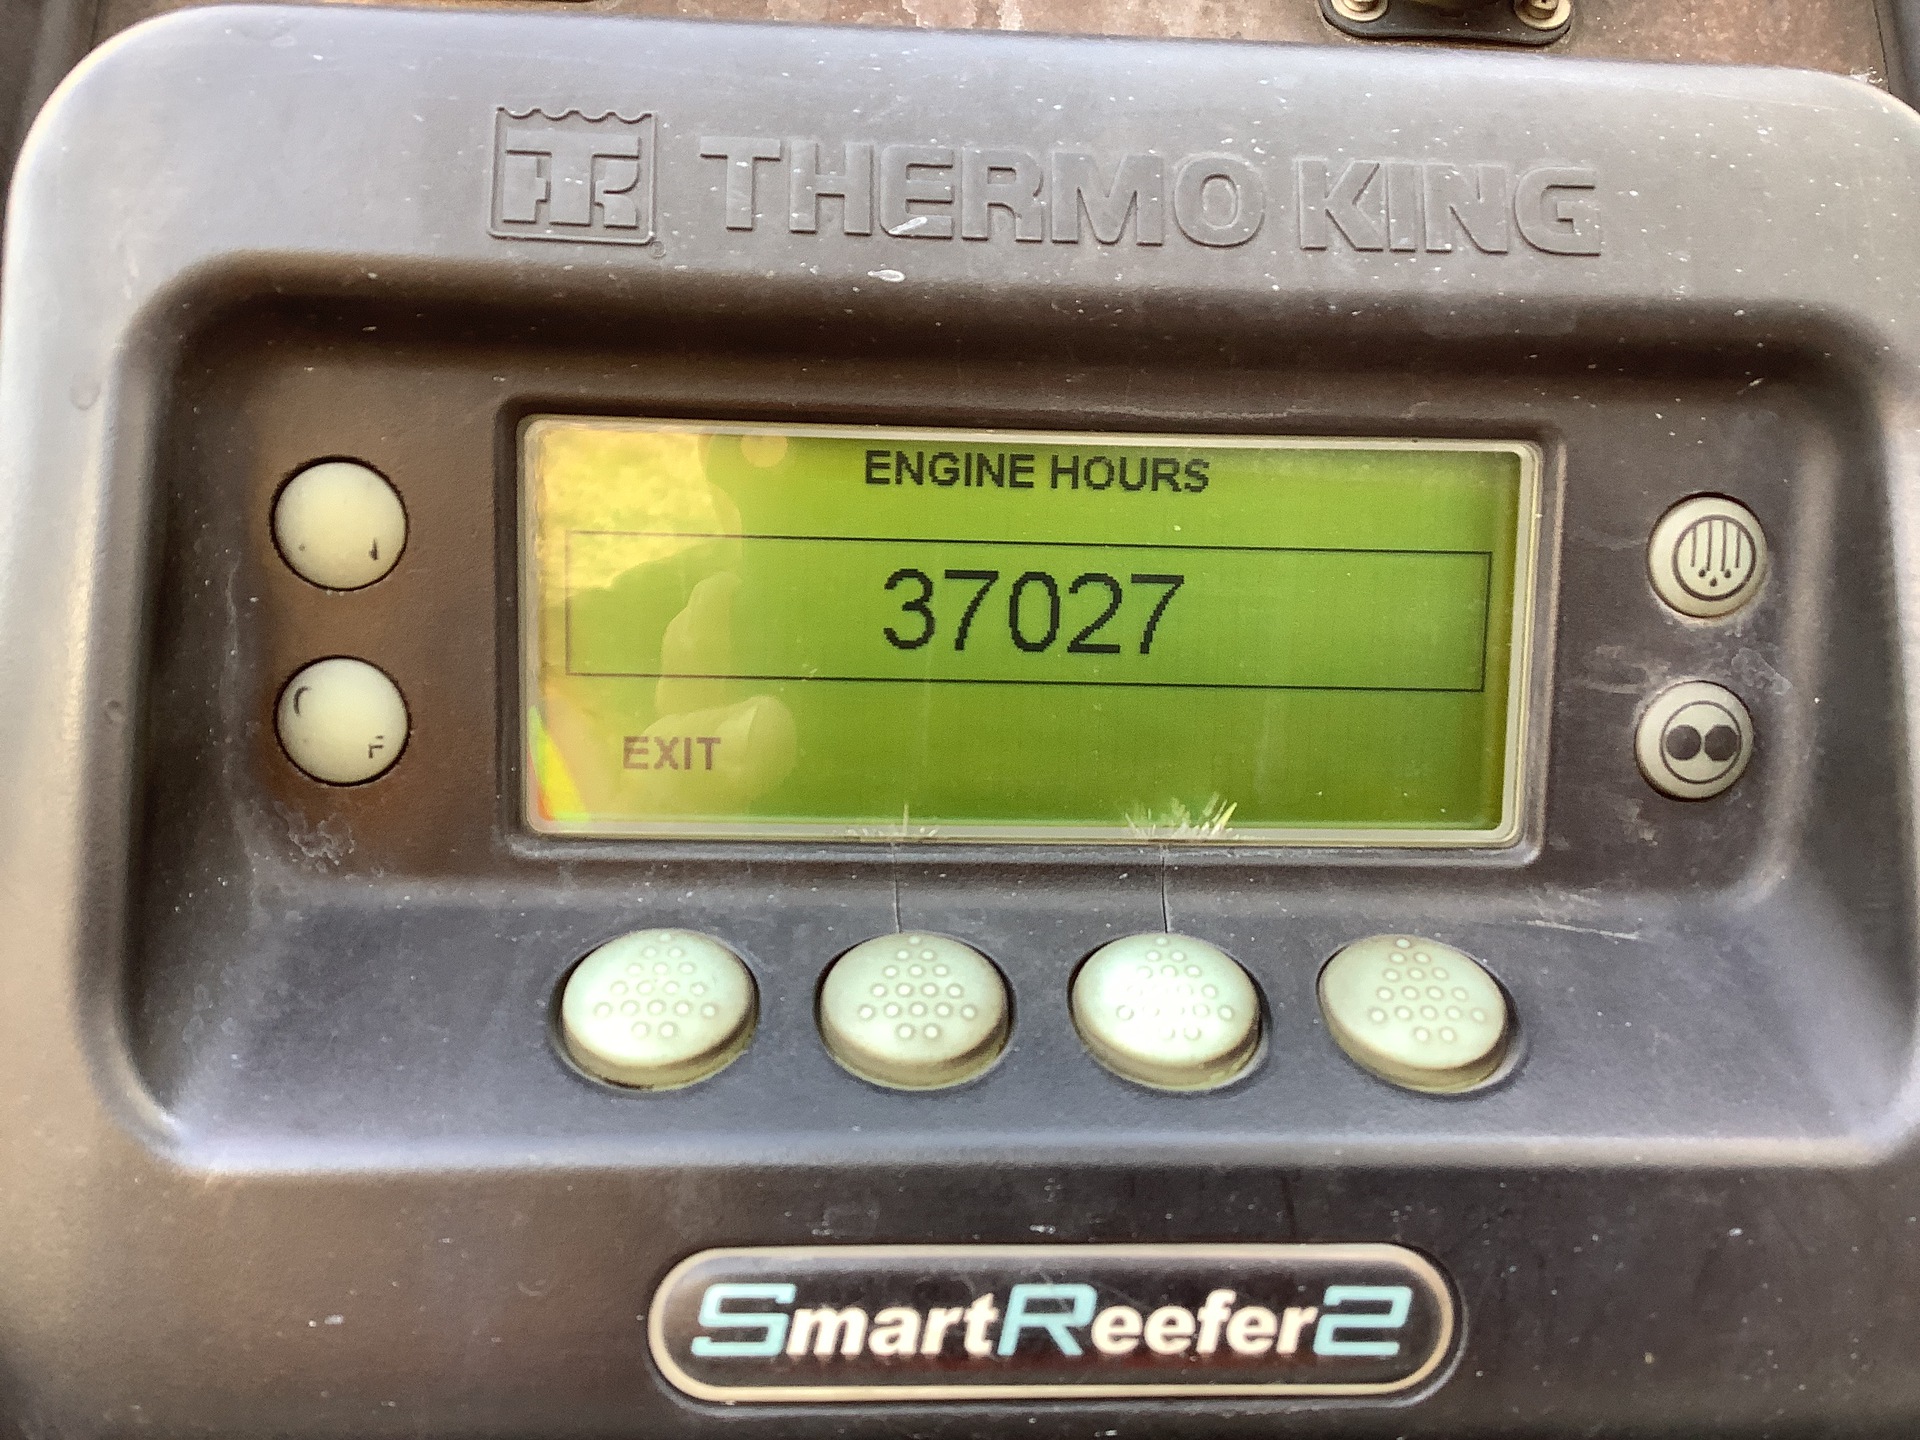 THERMO KING
ENGINE HOURS
37027
EXIT
SmartReefer2